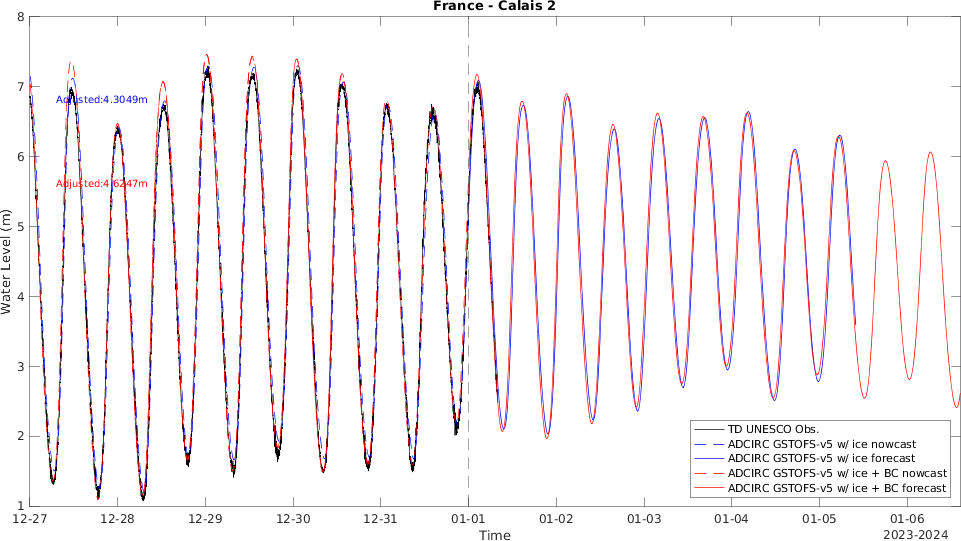 France - Calais 2
8
7
6
5
4
3
2
1
Water Level (m)
Adjusted:4.3049m
Adjusted:4.6247m
TD UNESCO Obs.
ADCIRC GSTOFS-v5 w/ ice nowcast
ADCIRC GSTOFS-v5 w/ ice forecast
ADCIRC GSTOFS-v5 w/ ice + BC nowcast
ADCIRC GSTOFS-v5 w/ ice + BC forecast
12-27 12-28 12-29 12-30 12-31 01-01 01-02 01-03 01-04 01-05 01-06
Time
2023-2024